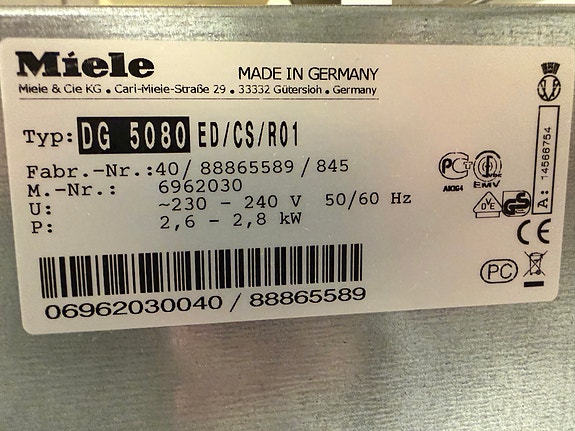 Miele
MADE IN GERMANY
Miele & Cie KG . Carl-Miele-Straße 29 . 33332 Gütersloh . Germany
Typ: DG 5080 ED/CS/R01
Fabr.-Nr.: 40 / 88865589 / 845
M.-Nr.: 6962030
U: ~230 - 240 V 50/60 Hz
P: 2,6 - 2,8 kW
06962030040 / 88865589
A: 14566754
EMV
VDE
GS
CE
PC